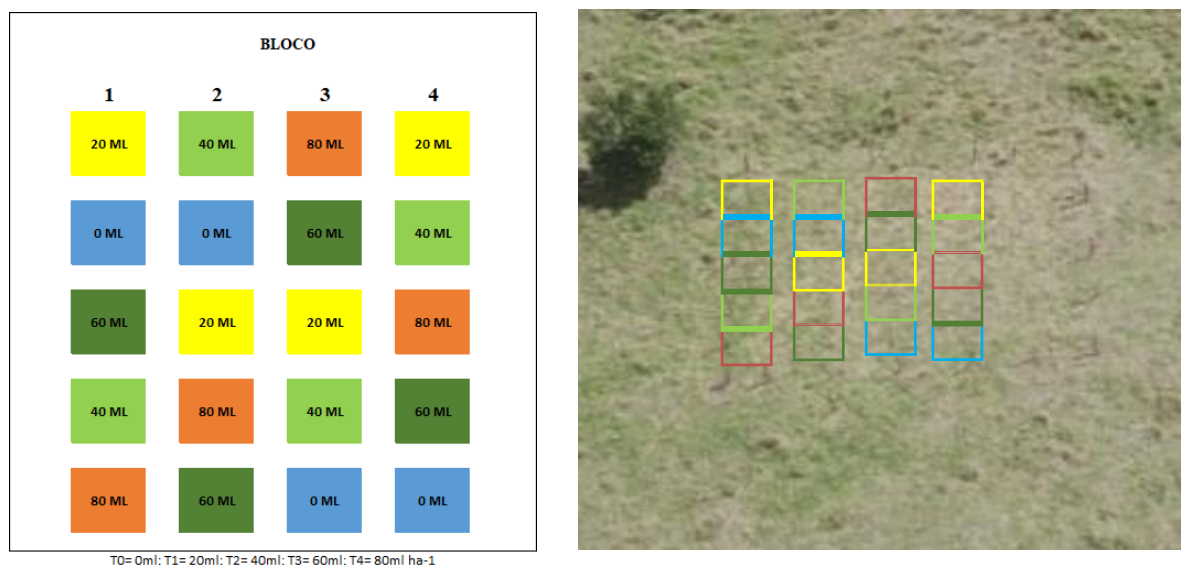 BLOCO
1 2 3 4
20 ML 40 ML 80 ML 20 ML
0 ML 0 ML 60 ML 40 ML
60 ML 20 ML 20 ML 80 ML
40 ML 80 ML 40 ML 60 ML
80 ML 60 ML 0 ML 0 ML
T0= 0ml; T1= 20ml; T2= 40ml; T3= 60ml; T4= 80ml ha-1